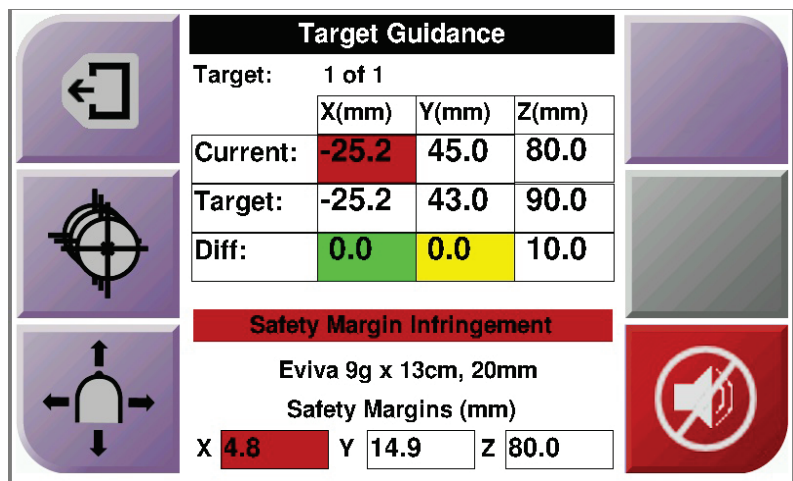 Target Guidance
Target: 1 of 1
X(mm) Y(mm) Z(mm)
Current: -25.2 45.0 80.0
Target: -25.2 43.0 90.0
Diff: 0.0 0.0 10.0
Safety Margin Infringement
Eviva 9g x 13cm, 20mm
Safety Margins (mm)
X 4.8 Y 14.9 Z 80.0